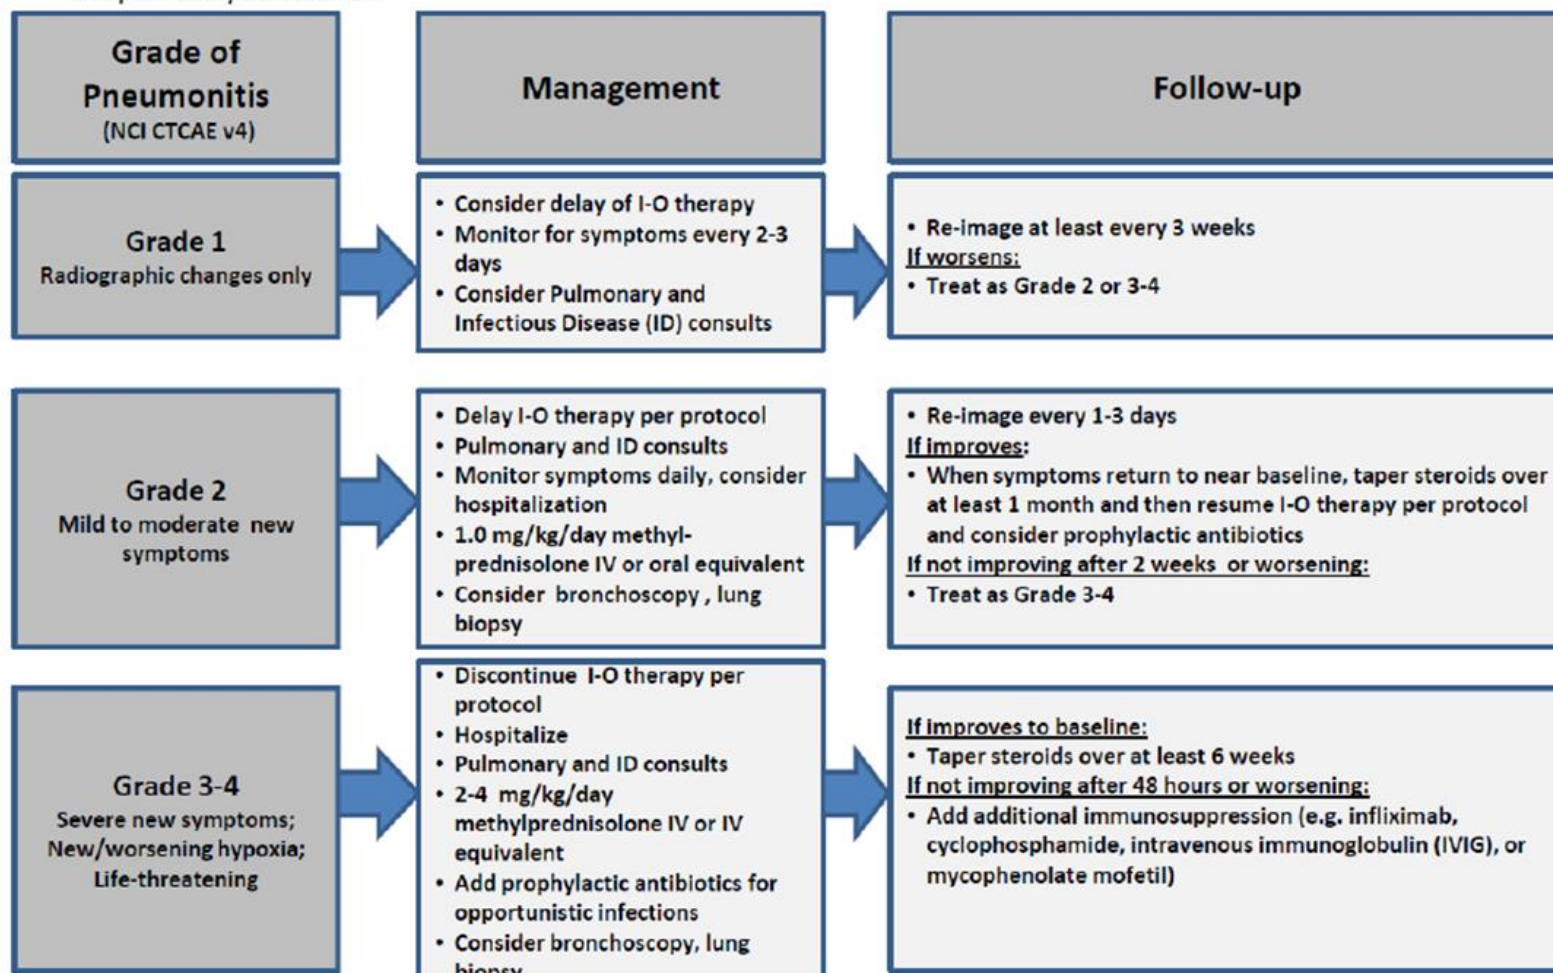 Grade of
Pneumonitis
(NCI CTCAE v4)
Management
Follow-up
Grade 1
Radiographic changes only
• Consider delay of I-O therapy
• Monitor for symptoms every 2-3
days
• Consider Pulmonary and
Infectious Disease (ID) consults
• Re-image at least every 3 weeks
If worsens:
• Treat as Grade 2 or 3-4
Grade 2
Mild to moderate new
symptoms
• Delay I-O therapy per protocol
• Pulmonary and ID consults
• Monitor symptoms daily, consider
hospitalization
• 1.0 mg/kg/day methyl-
prednisolone IV or oral equivalent
• Consider bronchoscopy , lung
biopsy
• Re-image every 1-3 days
If improves:
• When symptoms return to near baseline, taper steroids over
at least 1 month and then resume I-O therapy per protocol
and consider prophylactic antibiotics
If not improving after 2 weeks or worsening:
• Treat as Grade 3-4
Grade 3-4
Severe new symptoms;
New/worsening hypoxia;
Life-threatening
• Discontinue I-O therapy per
protocol
• Hospitalize
• Pulmonary and ID consults
• 2-4 mg/kg/day
methylprednisolone IV or IV
equivalent
• Add prophylactic antibiotics for
opportunistic infections
• Consider bronchoscopy, lung
biopsy
If improves to baseline:
• Taper steroids over at least 6 weeks
If not improving after 48 hours or worsening:
• Add additional immunosuppression (e.g. infliximab,
cyclophosphamide, intravenous immunoglobulin (IVIG), or
mycophenolate mofetil)